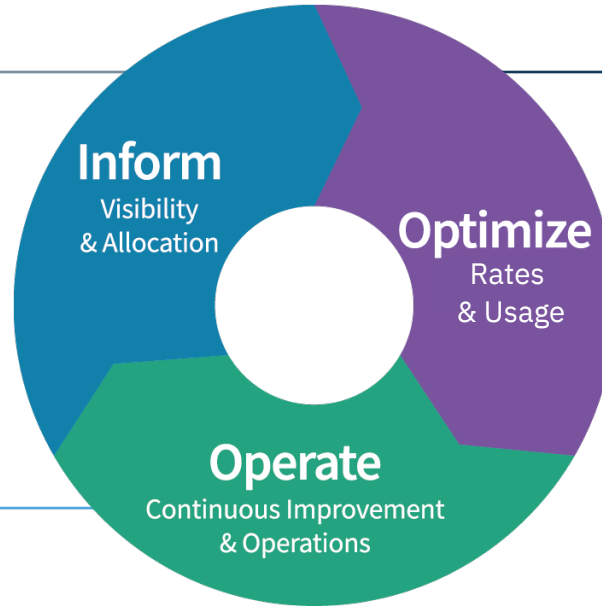 Inform
Visibility
& Allocation
Optimize
Rates
& Usage
Operate
Continuous Improvement
& Operations